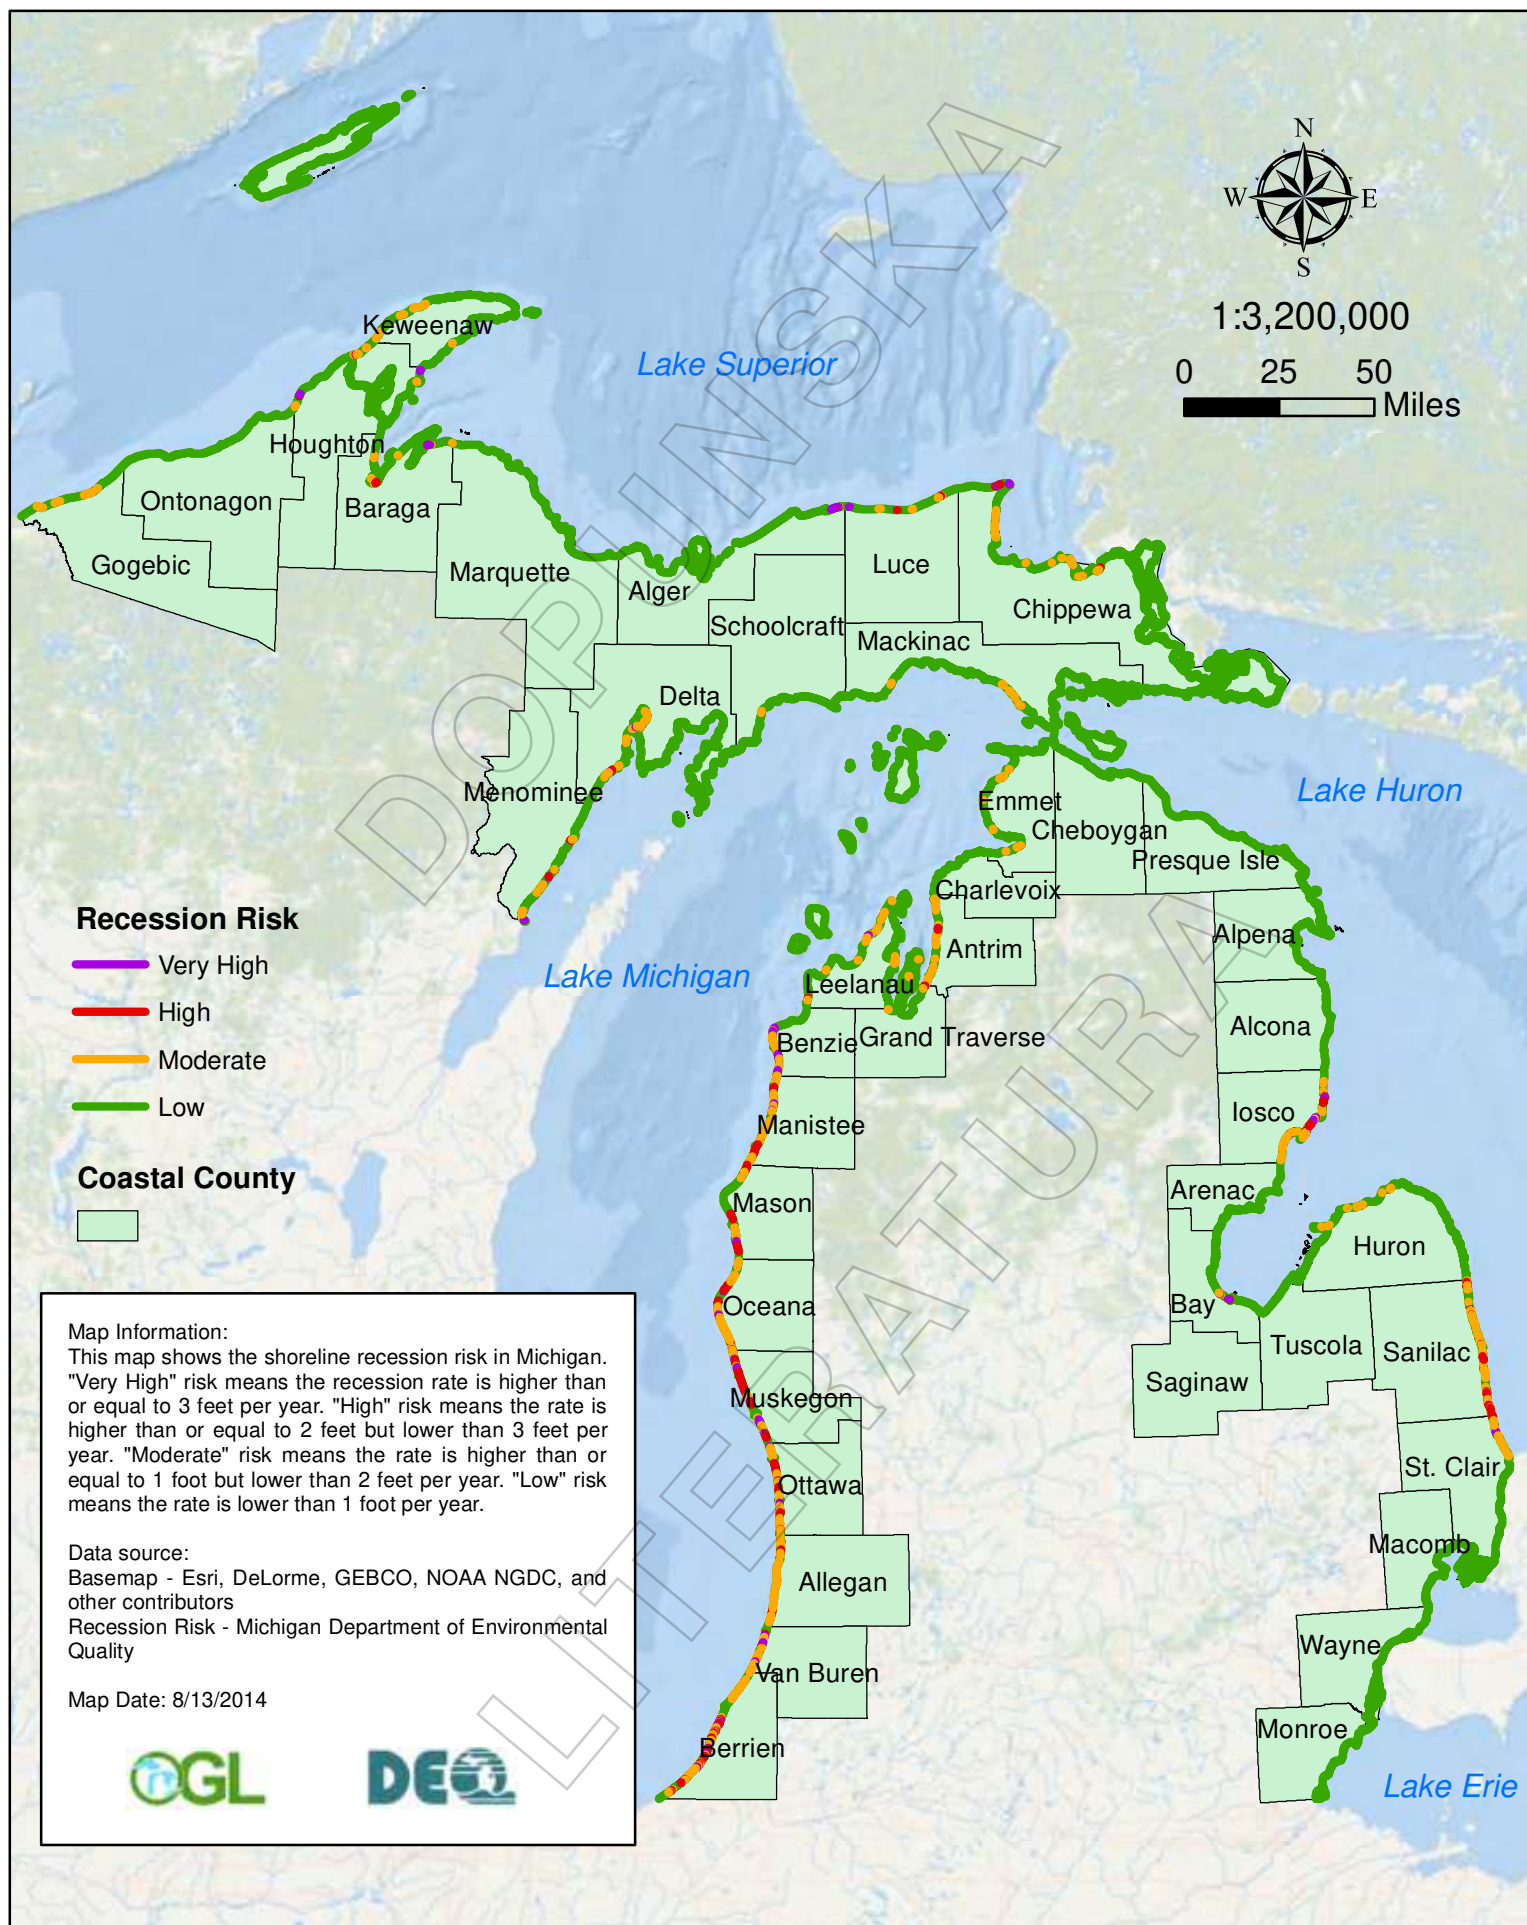 N
W E
S
1:3,200,000
0 25 50
Miles
Lake Superior
Keweenaw
Houghton
Ontonagon
Baraga
Gogebic
Marquette
Alger
Luce
Schoolcraft
Chippewa
Mackinac
Delta
Menominee
Lake Huron
Emmet
Cheboygan
Presque Isle
Charlevoix
Alpena
Antrim
Lake Michigan
Leelanau
Alcona
Benzie
Grand Traverse
Iosco
Manistee
Arenac
Mason
Huron
Oceana
Bay
Tuscola
Sanilac
Saginaw
Muskegon
St. Clair
Ottawa
Macomb
Allegan
Wayne
Van Buren
Monroe
Berrien
Lake Erie
DOPUNSKA
LITERATURA
Recession Risk
Very High
High
Moderate
Low
Coastal County
Map Information:
This map shows the shoreline recession risk in Michigan.
"Very High" risk means the recession rate is higher than
or equal to 3 feet per year. "High" risk means the rate is
higher than or equal to 2 feet but lower than 3 feet per
year. "Moderate" risk means the rate is higher than or
equal to 1 foot but lower than 2 feet per year. "Low" risk
means the rate is lower than 1 foot per year.
Data source:
Basemap - Esri, DeLorme, GEBCO, NOAA NGDC, and
other contributors
Recession Risk - Michigan Department of Environmental
Quality
Map Date: 8/13/2014
OGL
DEQ